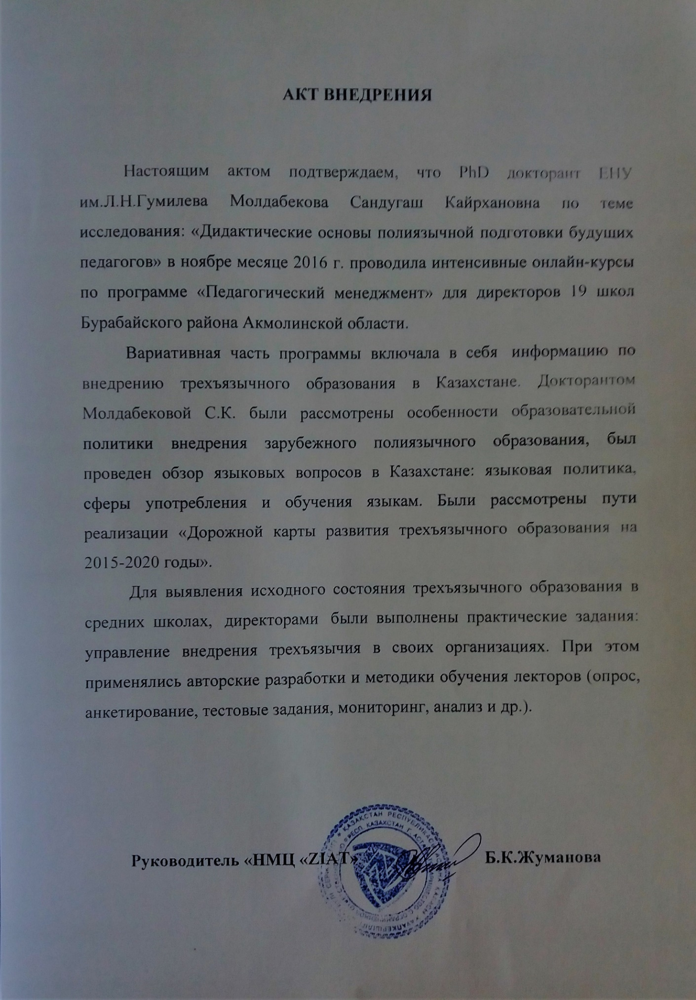 АКТ ВНЕДРЕНИЯ
Настоящим актом подтверждаем, что PhD докторант ЕНУ
им.Л.Н.Гумилева Молдабекова Сандугаш Кайрхановна по теме
исследования: «Дидактические основы полиязычной подготовки будущих
педагогов» в ноябре месяце 2016 г. проводила интенсивные онлайн-курсы
по программе «Педагогический менеджмент» для директоров 19 школ
Бурабайского района Акмолинской области.
Вариативная часть программы включала в себя информацию по
внедрению трехъязычного образования в Казахстане. Докторантом
Молдабековой С.К. были рассмотрены особенности образовательной
политики внедрения зарубежного полиязычного образования, был
проведен обзор языковых вопросов в Казахстане: языковая политика,
сферы употребления и обучения языкам. Были рассмотрены пути
реализации «Дорожной карты развития трехъязычного образования на
2015-2020 годы».
Для выявления исходного состояния трехъязычного образования в
средних школах, директорами были выполнены практические задания:
управление внедрения трехъязычия в своих организациях. При этом
применялись авторские разработки и методики обучения лекторов (опрос,
анкетирование, тестовые задания, мониторинг, анализ и др.).
Руководитель «НМЦ «ZIAT» Б.К.Жуманова
ҚАЗАҚСТАН РЕСПУБЛИКАСЫ
РЕСП. КАЗАХСТАН Г. АСТАНА